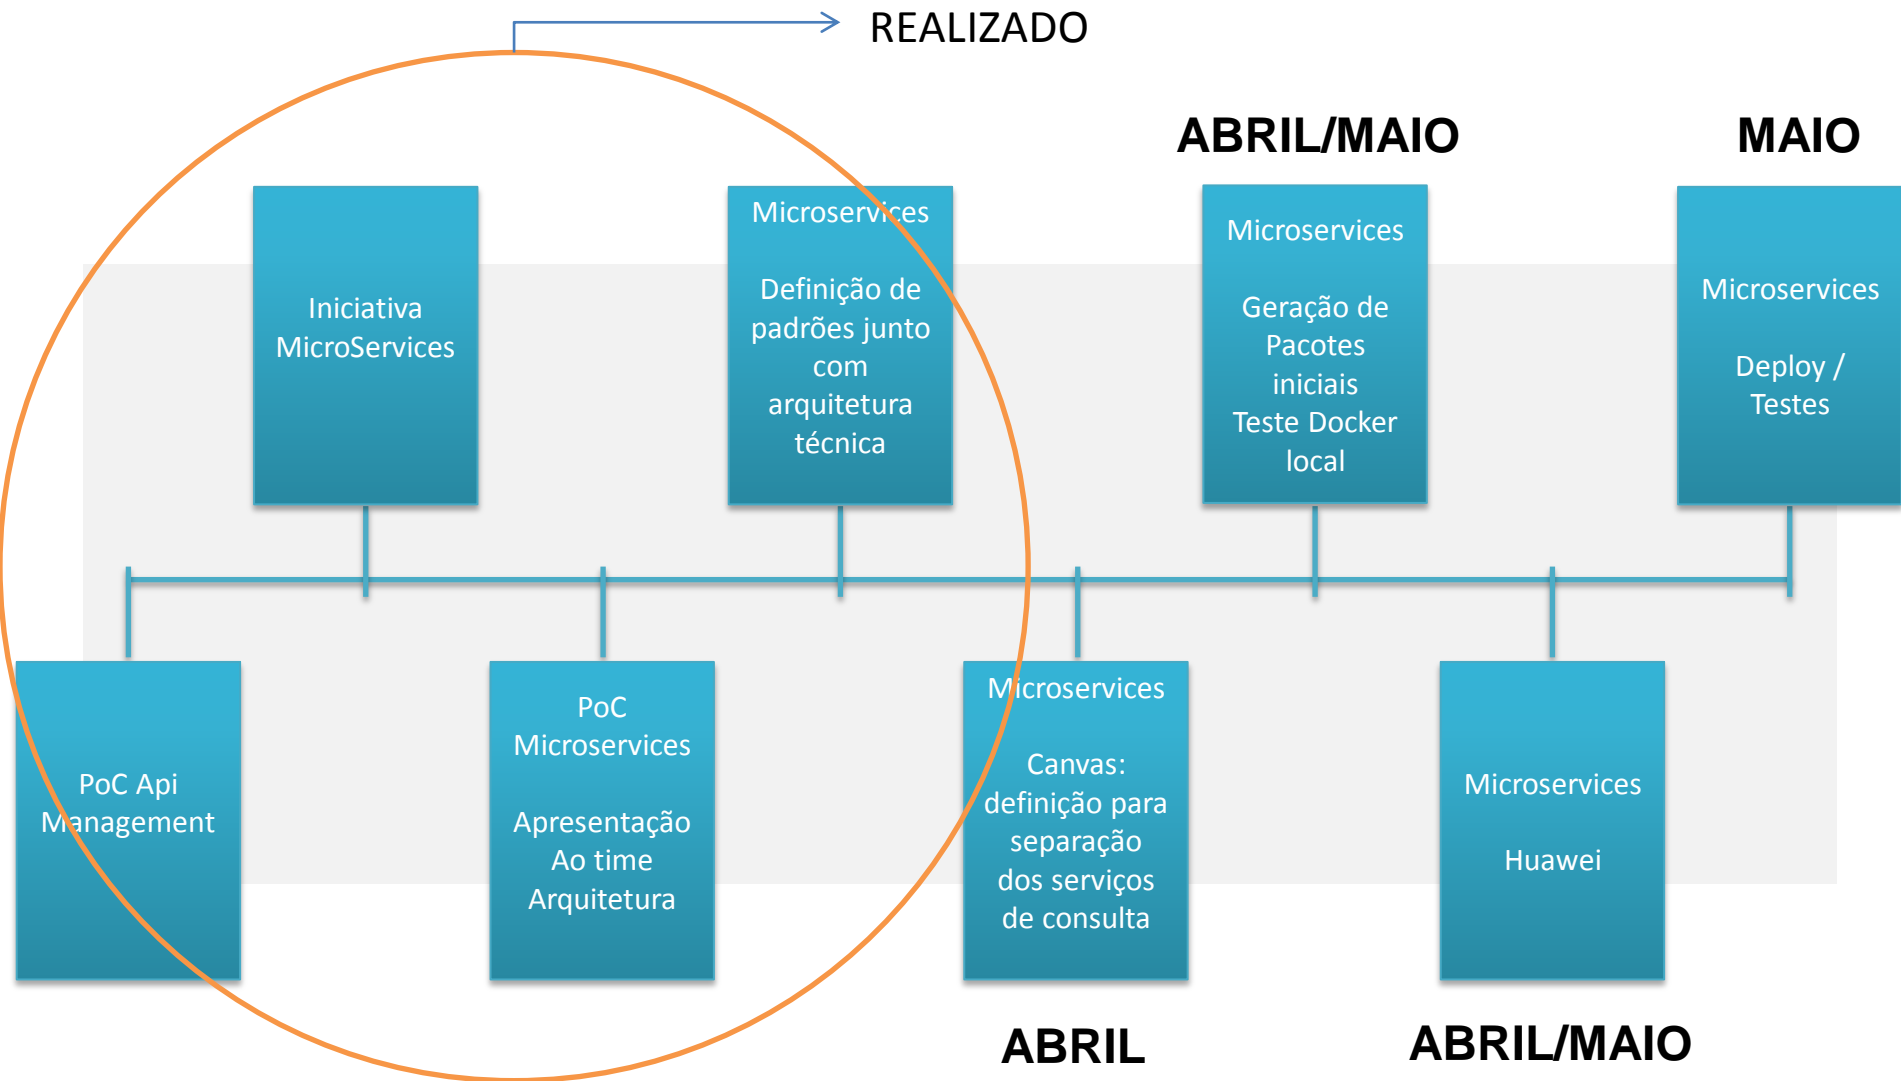 REALIZADO
ABRIL/MAIO
MAIO
Iniciativa
MicroServices
Microservices
Definição de
padrões junto
com
arquitetura
técnica
Microservices
Geração de
Pacotes
iniciais
Teste Docker
local
Microservices
Deploy /
Testes
PoC Api
Management
PoC
Microservices
Apresentação
Ao time
Arquitetura
Microservices
Canvas:
definição para
separação
dos serviços
de consulta
Microservices
Huawei
ABRIL
ABRIL/MAIO